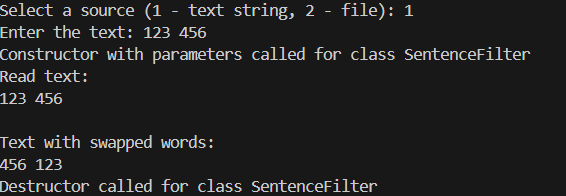 Select a source (1 - text string, 2 - file): 1
Enter the text: 123 456
Constructor with parameters called for class SentenceFilter
Read text:
123 456
Text with swapped words:
456 123
Destructor called for class SentenceFilter